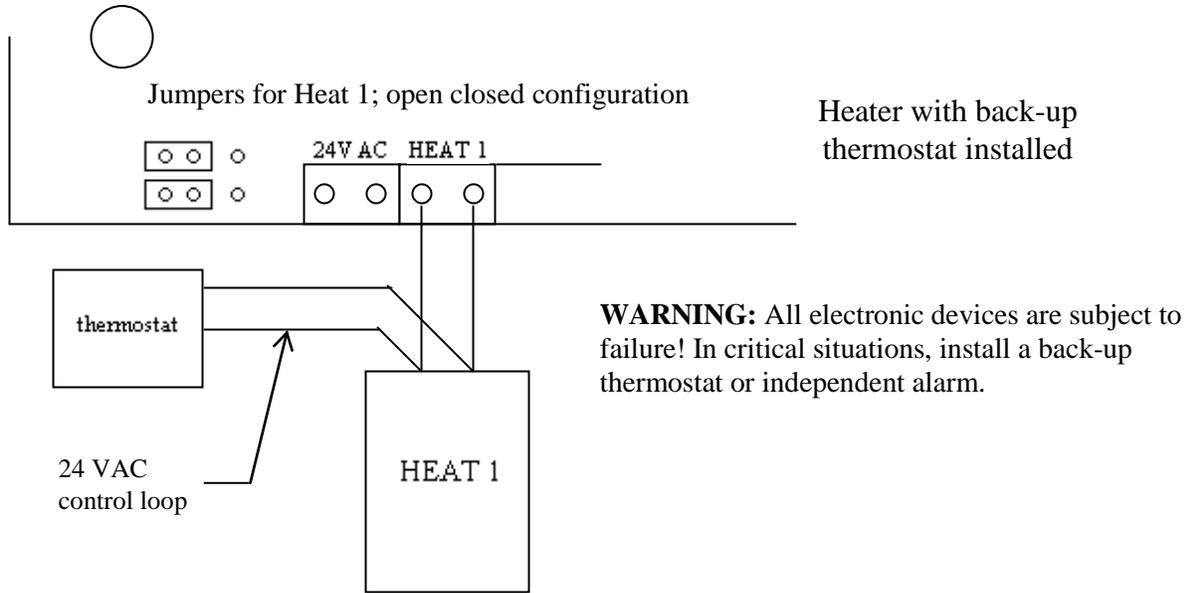 Jumpers for Heat 1; open closed configuration
Heater with back-up
thermostat installed
24V AC HEAT 1
thermostat
WARNING: All electronic devices are subject to
failure! In critical situations, install a back-up
thermostat or independent alarm.
24 VAC
control loop
HEAT 1